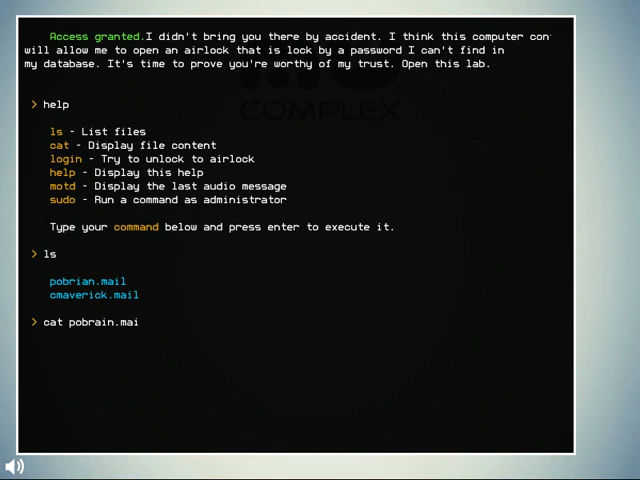 Access granted.I didn't bring you there by accident. I think this computer con
will allow me to open an airlock that is lock by a password I can't find in
my database. It's time to prove you're worthy of my trust. Open this lab.
COMPLEX
> help
ls - List files
cat - Display file content
login - Try to unlock to airlock
help - Display this help
motd - Display the last audio message
sudo - Run a command as administrator
Type your command below and press enter to execute it.
> ls
pobrian.mail
cmaverick.mail
> cat pobrain.mai